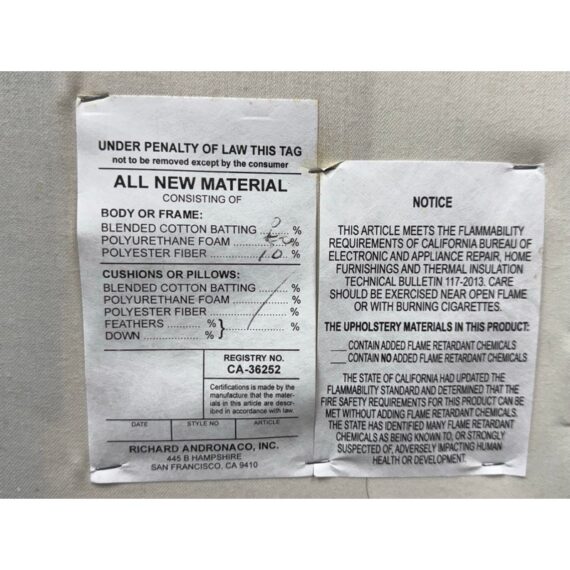 UNDER PENALTY OF LAW THIS TAG
not to be removed except by the consumer
ALL NEW MATERIAL
CONSISTING OF
BODY OR FRAME:
BLENDED COTTON BATTING ..... %
POLYURETHANE FOAM ..... %
POLYESTER FIBER ..... 10 %
CUSHIONS OR PILLOWS:
BLENDED COTTON BATTING ..... %
POLYURETHANE FOAM ..... %
POLYESTER FIBER ..... %
FEATHERS ..... % } ..... %
DOWN ..... %
REGISTRY NO.
CA-36252
Certifications is made by the
manufacture that the mater-
ials in this article are descr-
ibed in accordance with law.
DATE STYLE NO ARTICLE
RICHARD ANDRONACO, INC.
445 B HAMPSHIRE
SAN FRANCISCO, CA 9410
NOTICE
THIS ARTICLE MEETS THE FLAMMABILITY
REQUIREMENTS OF CALIFORNIA BUREAU OF
ELECTRONIC AND APPLIANCE REPAIR, HOME
FURNISHINGS AND THERMAL INSULATION
TECHNICAL BULLETIN 117-2013. CARE
SHOULD BE EXERCISED NEAR OPEN FLAME
OR WITH BURNING CIGARETTES.
THE UPHOLSTERY MATERIALS IN THIS PRODUCT:
____CONTAIN ADDED FLAME RETARDANT CHEMICALS
____CONTAIN NO ADDED FLAME RETARDANT CHEMICALS
THE STATE OF CALIFORNIA HAD UPDATED THE
FLAMMABILITY STANDARD AND DETERMINED THAT THE
FIRE SAFETY REQUIREMENTS FOR THIS PRODUCT CAN BE
MET WITHOUT ADDING FLAME RETARDANT CHEMICALS.
THE STATE HAS IDENTIFIED MANY FLAME RETARDANT
CHEMICALS AS BEING KNOWN TO, OR STRONGLY
SUSPECTED OF, ADVERSELY IMPACTING HUMAN
HEALTH OR DEVELOPMENT.